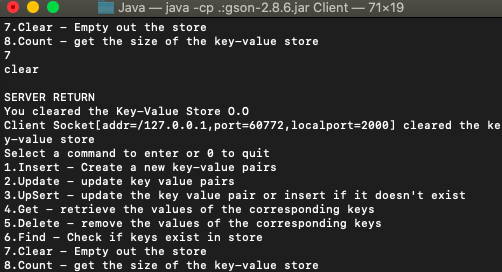 Java — java -cp .:gson-2.8.6.jar Client — 71×19
7.Clear - Empty out the store
8.Count - get the size of the key-value store
7
clear
SERVER RETURN
You cleared the Key-Value Store O.O
Client Socket[addr=/127.0.0.1,port=60772,localport=2000] cleared the ke
y-value store
Select a command to enter or 0 to quit
1.Insert - Create a new key-value pairs
2.Update - update key value pairs
3.UpSert - update the key value pair or insert if it doesn't exist
4.Get - retrieve the values of the corresponding keys
5.Delete - remove the values of the corresponding keys
6.Find - Check if keys exist in store
7.Clear - Empty out the store
8.Count - get the size of the key-value store